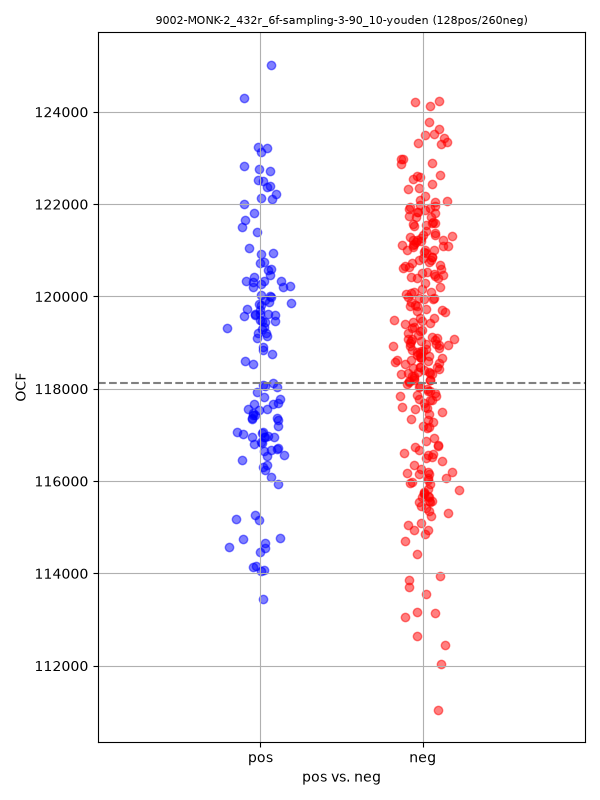 9002-MONK-2_432r_6f-sampling-3-90_10-youden (128pos/260neg)
124000
122000
120000
118000
116000
114000
112000
OCF
pos
neg
pos vs. neg